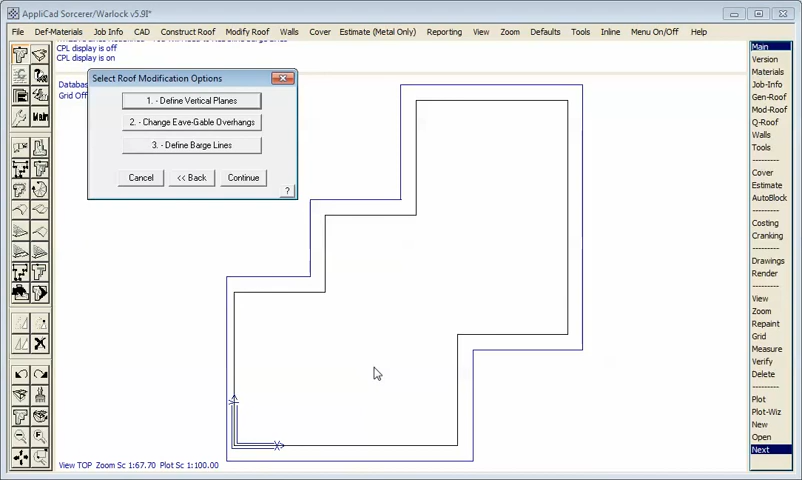 AppliCad Sorcerer/Warlock v5.9!*
File Def-Materials Job Info CAD Construct Roof Modify Roof Walls Cover Estimate (Metal Only) Reporting View Zoom Defaults Tools Inline Menu On/Off Help
CPL display is off
CPL display is on
Grid Off
Select Roof Modification Options
1. - Define Vertical Planes
2. - Change Eave-Gable Overhangs
3. - Define Barge Lines
Cancel << Back Continue
?
Main
Main
Version
Materials
Job-Info
Gen-Roof
Mod-Roof
Q-Roof
Walls
Tools
---------
Cover
Estimate
AutoBlock
---------
Costing
Cranking
---------
Drawings
Render
---------
View
Zoom
Repaint
Grid
Measure
Verify
Delete
---------
Plot
Plot-Wiz
New
Open
Next
X
View TOP Zoom Sc 1:67.70 Plot Sc 1:100.00